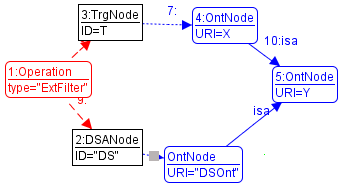 3:TrgNode
ID=T
7:
4:OntNode
URI=X
10:isa
1:Operation
type="ExtFilter"
5:OntNode
URI=Y
9:
isa
2:DSANode
ID="DS"
OntNode
URI="DSOnt"